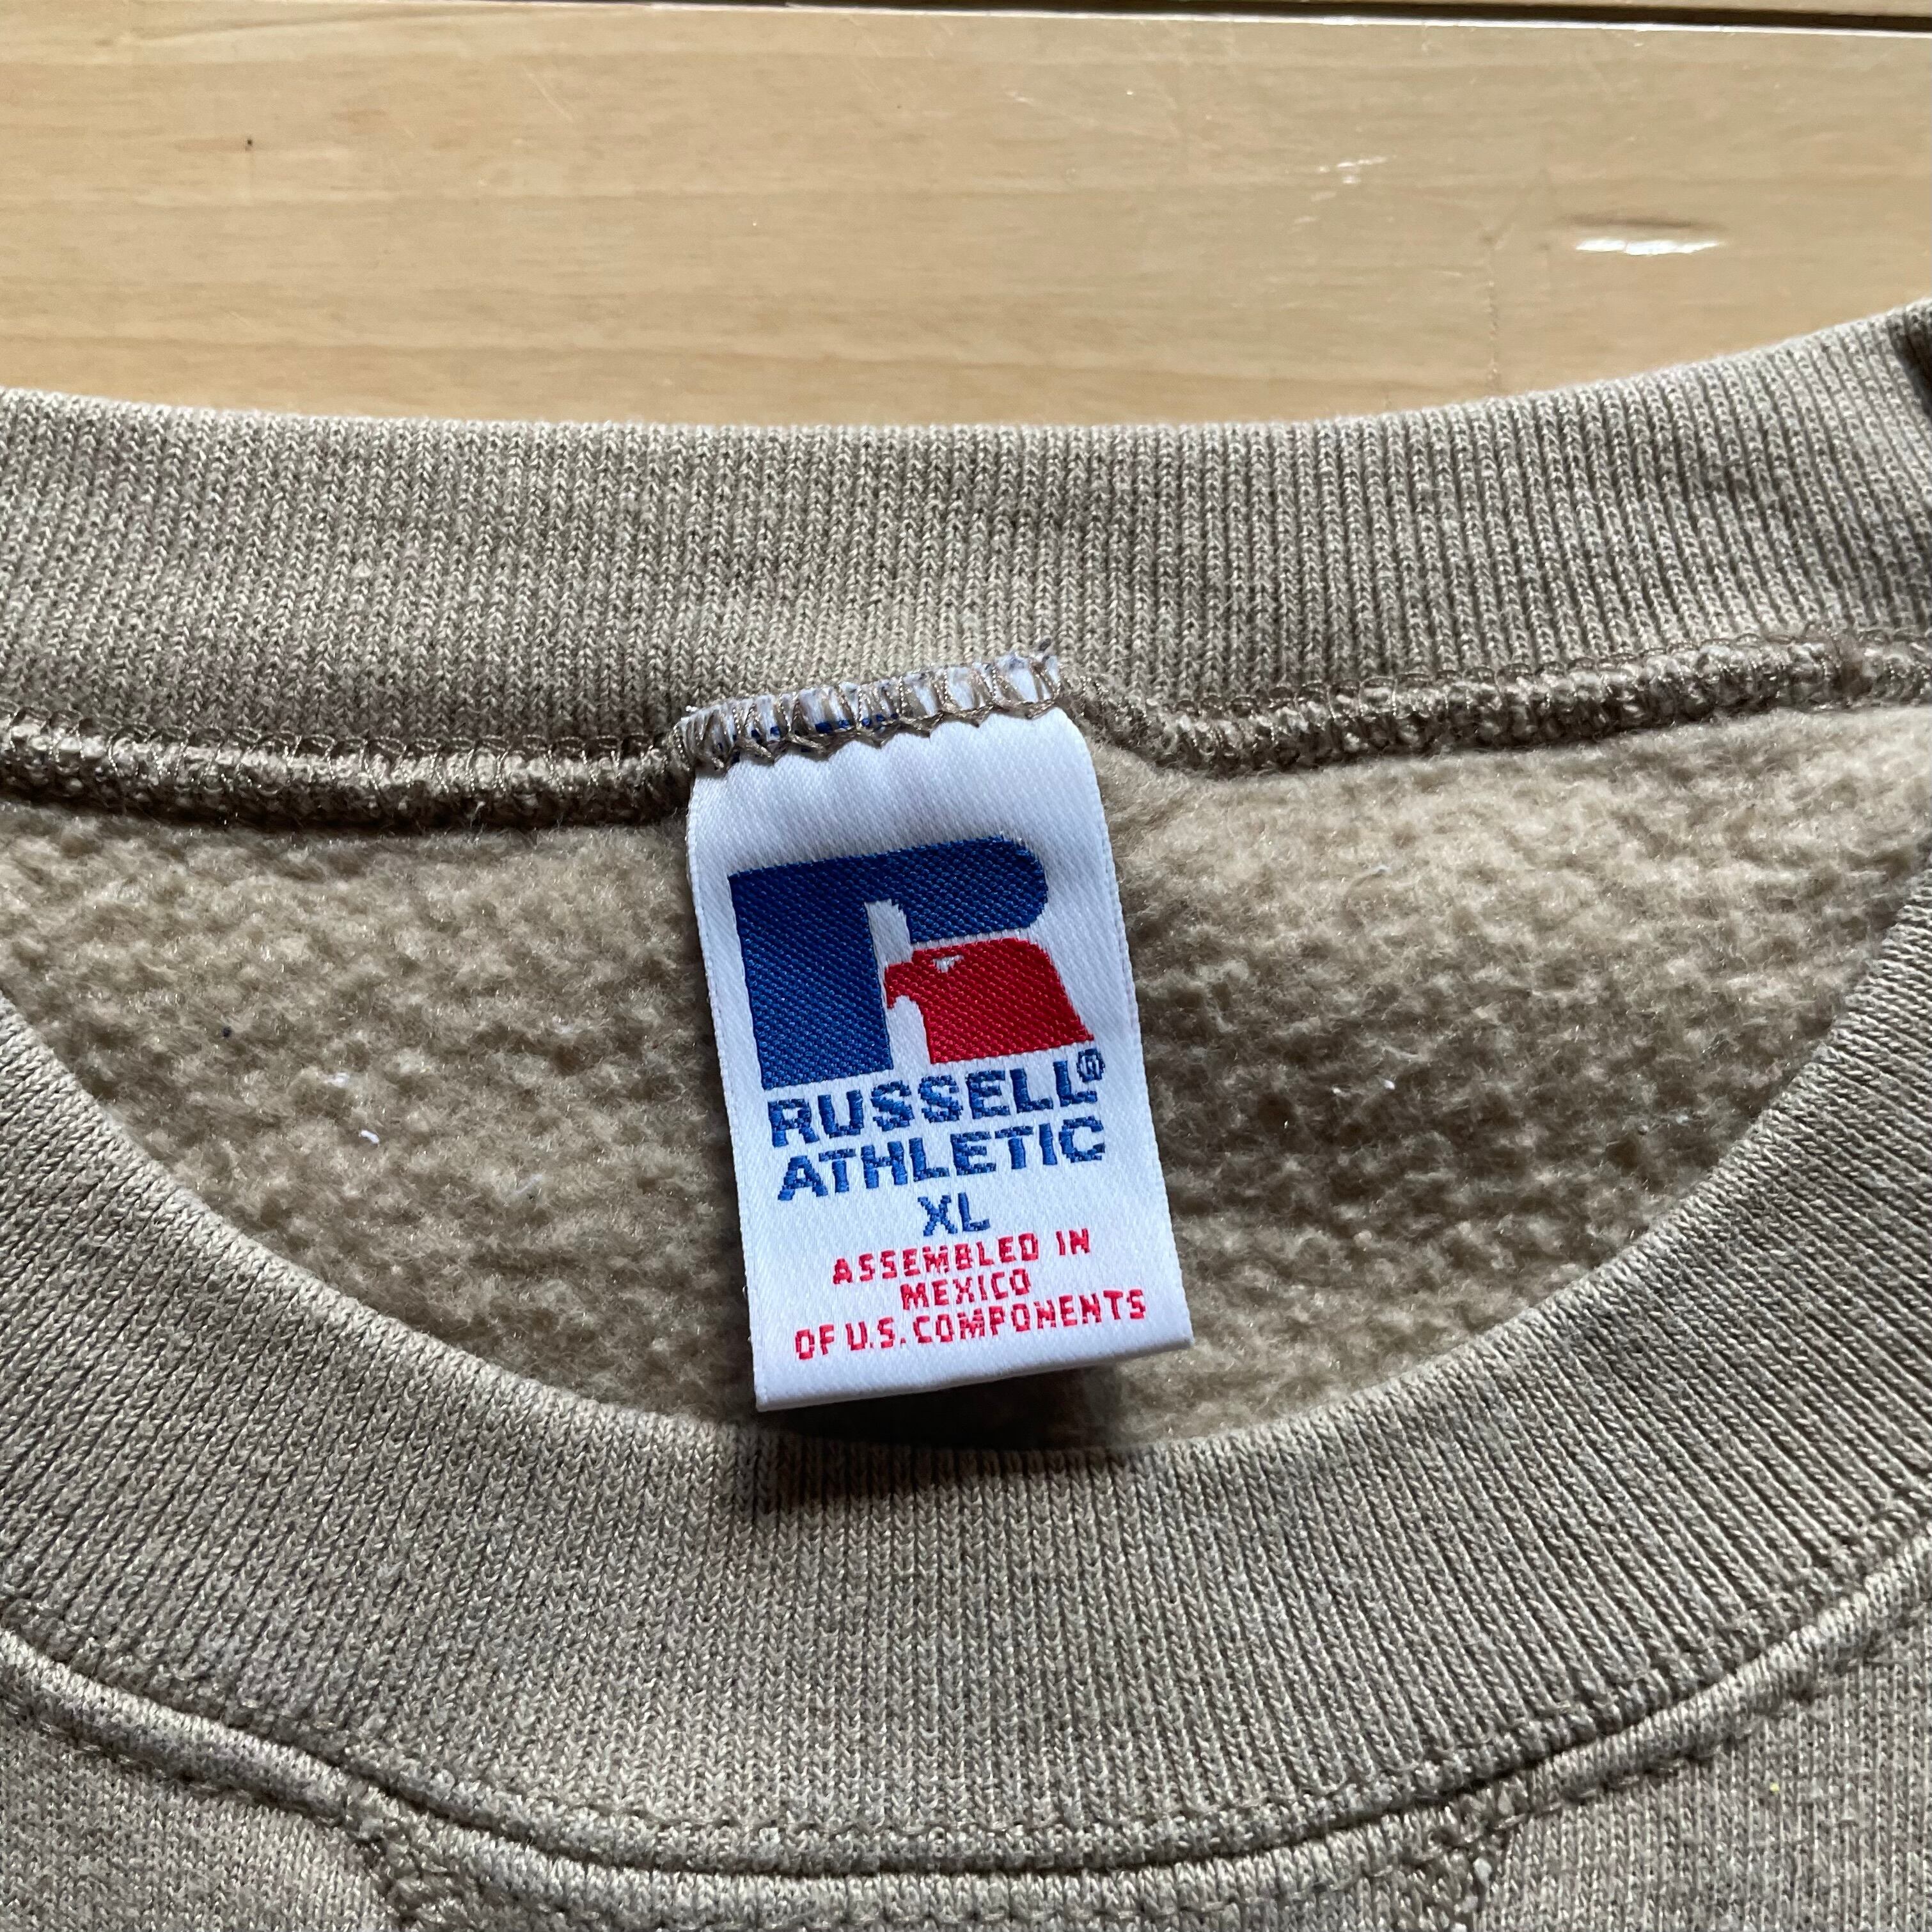 RUSSELL®
ATHLETIC
XL
ASSEMBLED IN
MEXICO
OF U.S. COMPONENTS